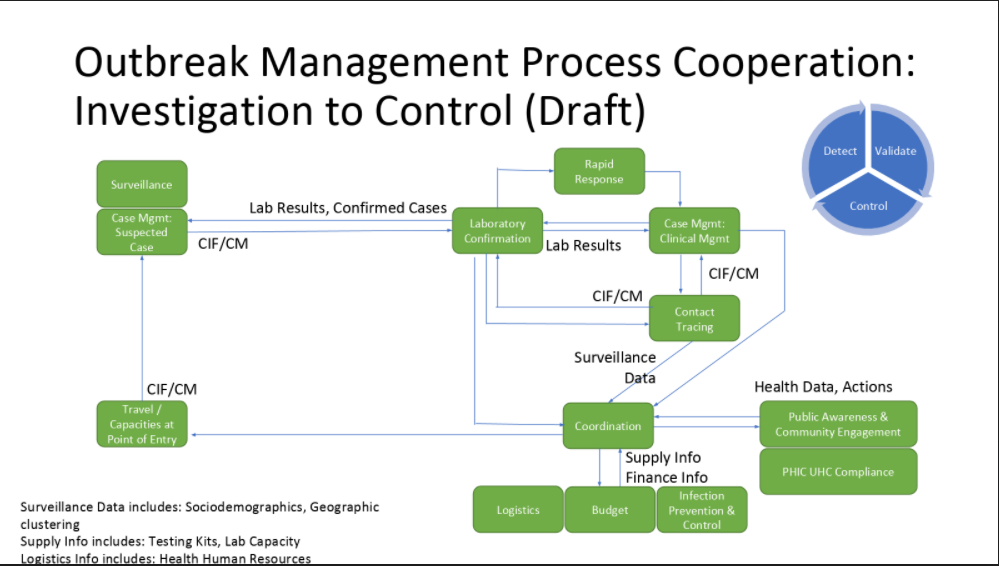 Outbreak Management Process Cooperation:
Investigation to Control (Draft)
Detect
Validate
Control
Surveillance
Case Mgmt:
Suspected
Case
Lab Results, Confirmed Cases
CIF/CM
Laboratory
Confirmation
Rapid
Response
Case Mgmt:
Clinical Mgmt
Lab Results
CIF/CM
CIF/CM
Contact
Tracing
Surveillance
Data
CIF/CM
Travel /
Capacities at
Point of Entry
Coordination
Health Data, Actions
Public Awareness &
Community Engagement
PHIC UHC Compliance
Supply Info
Finance Info
Logistics
Budget
Infection
Prevention &
Control
Surveillance Data includes: Sociodemographics, Geographic
clustering
Supply Info includes: Testing Kits, Lab Capacity
Logistics Info includes: Health Human Resources